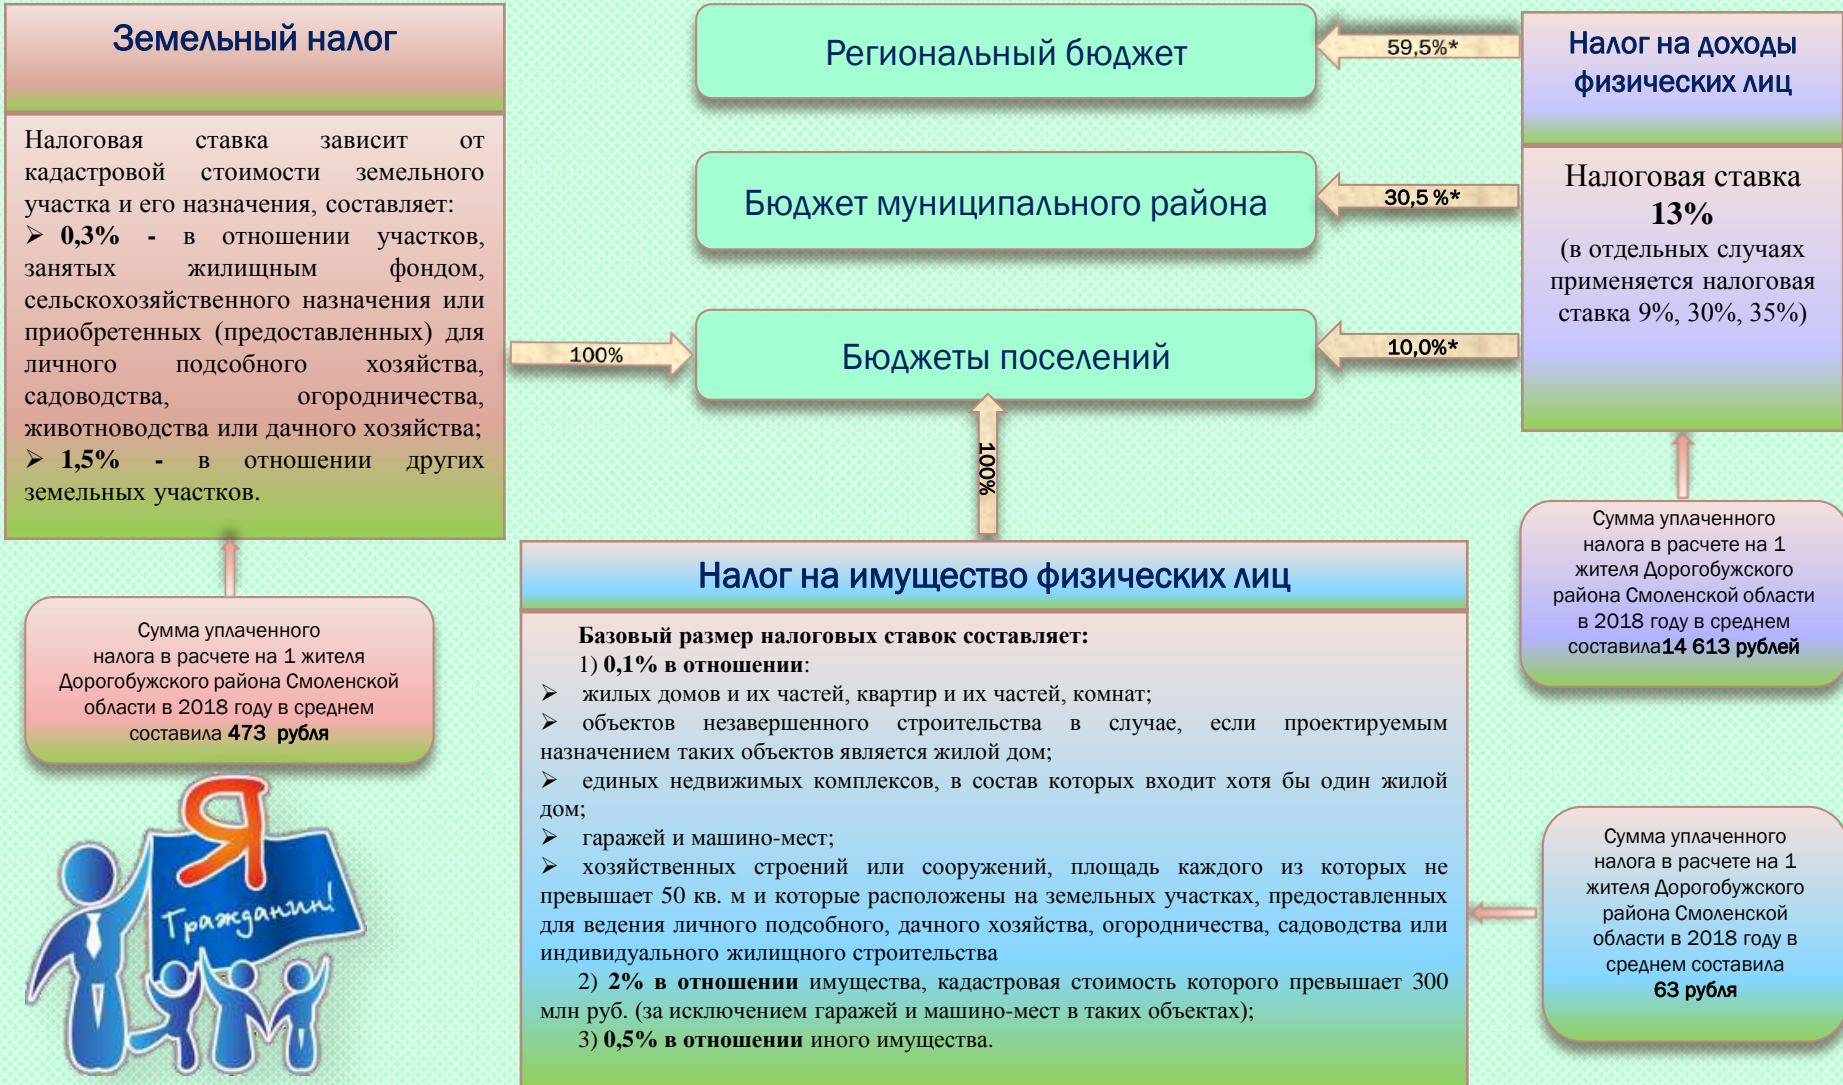 Земельный налог
Налоговая ставка зависит от
кадастровой стоимости земельного
участка и его назначения, составляет:
➢ 0,3% - в отношении участков,
занятых жилищным фондом,
сельскохозяйственного назначения или
приобретенных (предоставленных) для
личного подсобного хозяйства,
садоводства, огородничества,
животноводства или дачного хозяйства;
➢ 1,5% - в отношении других
земельных участков.
Сумма уплаченного
налога в расчете на 1 жителя
Дорогобужского района Смоленской
области в 2018 году в среднем
составила 473 рубля
Я
Гражданин!
Региональный бюджет
Бюджет муниципального района
Бюджеты поселений
100%
100%
59,5%*
30,5 %*
10,0%*
Налог на доходы
физических лиц
Налоговая ставка
13%
(в отдельных случаях
применяется налоговая
ставка 9%, 30%, 35%)
Сумма уплаченного
налога в расчете на 1
жителя Дорогобужского
района Смоленской области
в 2018 году в среднем
составила14 613 рублей
Налог на имущество физических лиц
Базовый размер налоговых ставок составляет:
1) 0,1% в отношении:
➢ жилых домов и их частей, квартир и их частей, комнат;
➢ объектов незавершенного строительства в случае, если проектируемым
назначением таких объектов является жилой дом;
➢ единых недвижимых комплексов, в состав которых входит хотя бы один жилой
дом;
➢ гаражей и машино-мест;
➢ хозяйственных строений или сооружений, площадь каждого из которых не
превышает 50 кв. м и которые расположены на земельных участках, предоставленных
для ведения личного подсобного, дачного хозяйства, огородничества, садоводства или
индивидуального жилищного строительства
2) 2% в отношении имущества, кадастровая стоимость которого превышает 300
млн руб. (за исключением гаражей и машино-мест в таких объектах);
3) 0,5% в отношении иного имущества.
Сумма уплаченного
налога в расчете на 1
жителя Дорогобужского
района Смоленской
области в 2018 году в
среднем составила
63 рубля